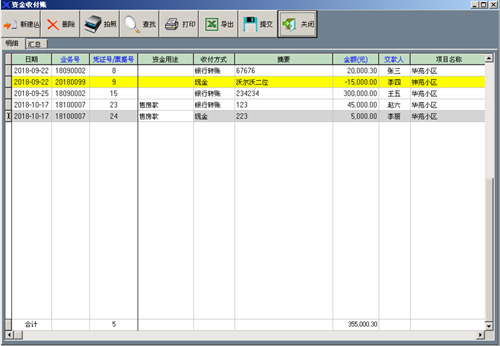 资金收付账
新建[A] 删除 拍照 查找 打印 导出 提交 关闭
明细 汇总
日期 业务号 凭证号/票据号 资金用途 收付方式 摘要 金额(元) 交款人 项目名称
2018-09-22 18090002 8 银行转账 67676 20,000.30 张三 华苑小区
2018-09-22 20180099 9 现金 沃尔沃二位 -15,000.00 李四 神苑小区
2018-09-25 18090002 15 银行转账 234234 300,000.00 王五 华苑小区
2018-10-17 18100007 23 售房款 银行转账 123 45,000.00 赵六 华苑小区
2018-10-17 18100007 24 售房款 现金 223 5,000.00 李丽 华苑小区
合计 5 355,000.30